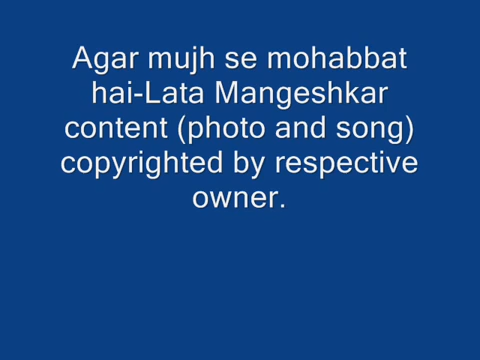 Agar mujh se mohabbat
hai-Lata Mangeshkar
content (photo and song)
copyrighted by respective
owner.